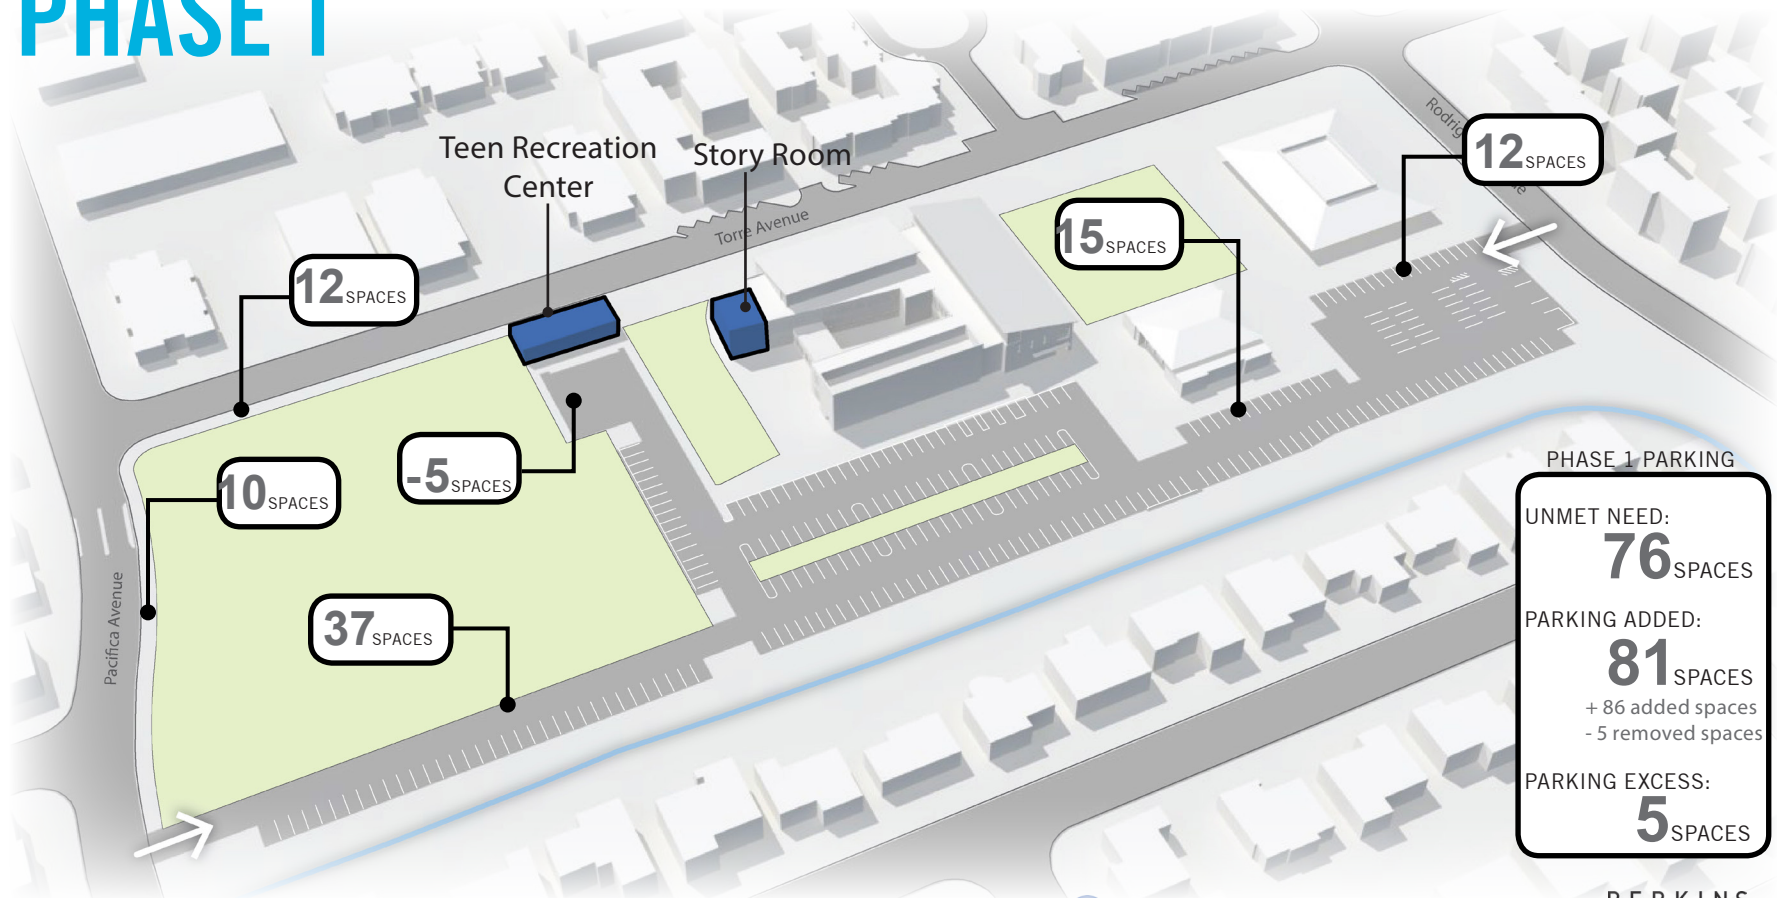 PHASE 1
Teen Recreation
Center
Story Room
Torre Avenue
12 SPACES
15 SPACES
12 SPACES
-5 SPACES
10 SPACES
37 SPACES
Pacifica Avenue
PHASE 1 PARKING
UNMET NEED:
76 SPACES
PARKING ADDED:
81 SPACES
+ 86 added spaces
- 5 removed spaces
PARKING EXCESS:
5 SPACES
PERKINS